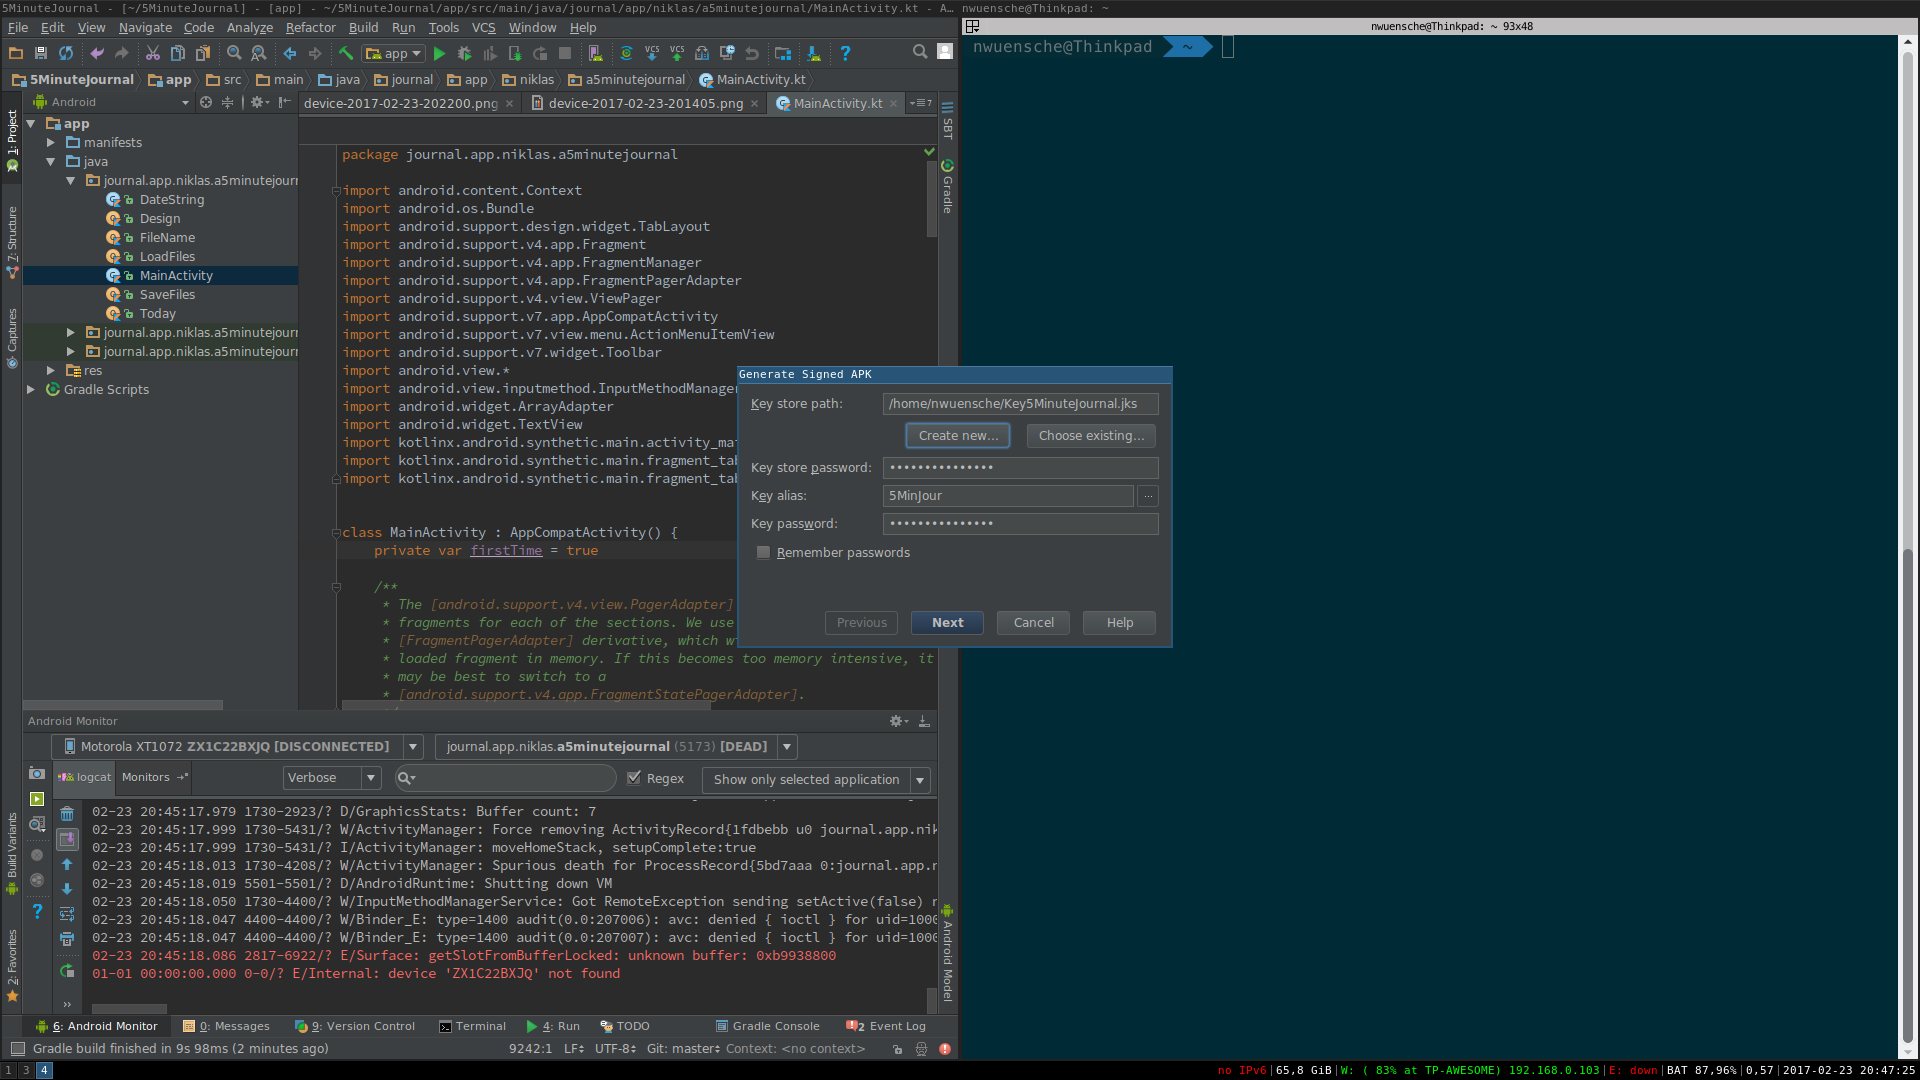 5MinuteJournal - [~/5MinuteJournal] - [app] - ~/5MinuteJournal/app/src/main/java/journal/app/niklas/a5minutejournal/MainActivity.kt - A...
nwuensche@Thinkpad: ~
File Edit View Navigate Code Analyze Refactor Build Run Tools VCS Window Help
nwuensche@Thinkpad: ~ 93x48
nwuensche@Thinkpad ~
app
VCS VCS
5MinuteJournal app src main java journal app niklas a5minutejournal MainActivity.kt
Android
device-2017-02-23-202200.png
device-2017-02-23-201405.png
MainActivity.kt
7
1: Project
Z: Structure
Captures
Build Variants
2: Favorites
SBT
Gradle
Android Model
app
manifests
java
journal.app.niklas.a5minutejour
DateString
Design
FileName
LoadFiles
MainActivity
SaveFiles
Today
journal.app.niklas.a5minutejour
journal.app.niklas.a5minutejour
res
Gradle Scripts
package journal.app.niklas.a5minutejournal
import android.content.Context
import android.os.Bundle
import android.support.design.widget.TabLayout
import android.support.v4.app.Fragment
import android.support.v4.app.FragmentManager
import android.support.v4.app.FragmentPagerAdapter
import android.support.v4.view.ViewPager
import android.support.v7.app.AppCompatActivity
import android.support.v7.view.menu.ActionMenuItemView
import android.support.v7.widget.Toolbar
import android.view.*
import android.view.inputmethod.InputMethodManager
import android.widget.ArrayAdapter
import android.widget.TextView
import kotlinx.android.synthetic.main.activity_ma
import kotlinx.android.synthetic.main.fragment_ta
import kotlinx.android.synthetic.main.fragment_ta
class MainActivity : AppCompatActivity() {
private var firstTime = true
/**
* The [android.support.v4.view.PagerAdapter]
* fragments for each of the sections. We use
* [FragmentPagerAdapter] derivative, which w
* loaded fragment in memory. If this becomes too memory intensive, it
* may be best to switch to a
* [android.support.v4.app.FragmentStatePagerAdapter].
Generate Signed APK
Key store path: /home/nwuensche/Key5MinuteJournal.jks
Create new... Choose existing...
Key store password: •••••••••••••••
Key alias: 5MinJour ...
Key password: •••••••••••••••
Remember passwords
Previous Next Cancel Help
Android Monitor
Motorola XT1072 ZX1C22BXJQ [DISCONNECTED]
journal.app.niklas.a5minutejournal (5173) [DEAD]
logcat Monitors
Verbose
Regex
Show only selected application
02-23 20:45:17.979 1730-2923/? D/GraphicsStats: Buffer count: 7
02-23 20:45:17.999 1730-5431/? W/ActivityManager: Force removing ActivityRecord{1fdbebb u0 journal.app.nik
02-23 20:45:17.999 1730-5431/? I/ActivityManager: moveHomeStack, setupComplete:true
02-23 20:45:18.013 1730-4208/? W/ActivityManager: Spurious death for ProcessRecord{5bd7aaa 0:journal.app.r
02-23 20:45:18.019 5501-5501/? D/AndroidRuntime: Shutting down VM
02-23 20:45:18.050 1730-4400/? W/InputMethodManagerService: Got RemoteException sending setActive(false) r
02-23 20:45:18.047 4400-4400/? W/Binder_E: type=1400 audit(0.0:207006): avc: denied { ioctl } for uid=1000
02-23 20:45:18.047 4400-4400/? W/Binder_E: type=1400 audit(0.0:207007): avc: denied { ioctl } for uid=1000
02-23 20:45:18.086 2817-6922/? E/Surface: getSlotFromBufferLocked: unknown buffer: 0xb9938800
01-01 00:00:00.000 0-0/? E/Internal: device 'ZX1C22BXJQ' not found
6: Android Monitor 0: Messages 9: Version Control Terminal 4: Run TODO Gradle Console 2 Event Log
Gradle build finished in 9s 98ms (2 minutes ago)
9242:1 LF UTF-8 Git: master Context: <no context>
1 3 4
no IPv6|65,8 GiB|W: ( 83% at TP-AWESOME) 192.168.0.103|E: down|BAT 87,96%|0,57|2017-02-23 20:47:25